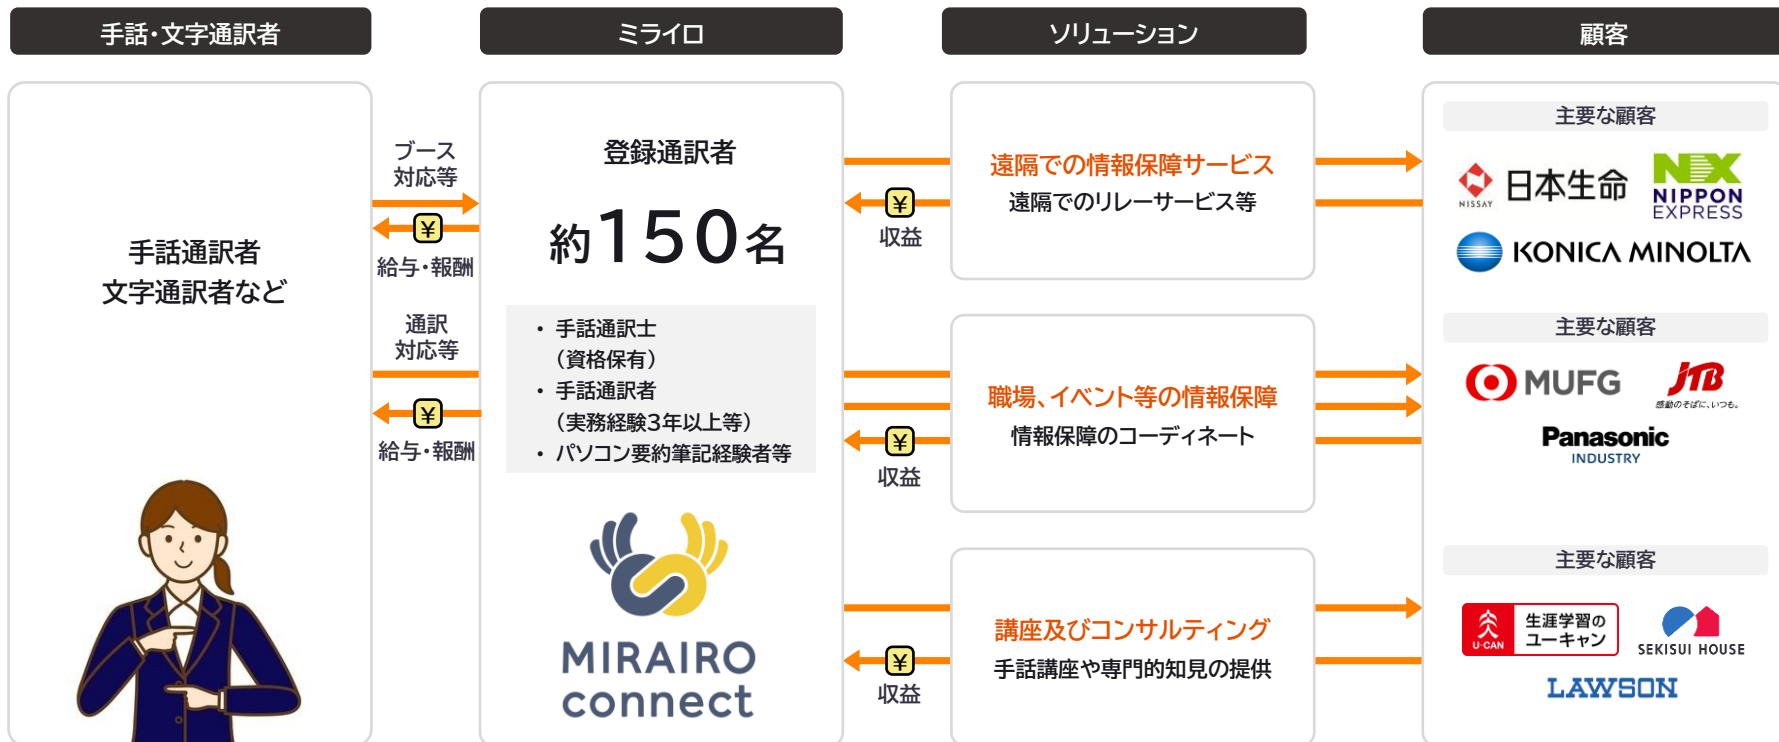 手話・文字通訳者
ミライロ
ソリューション
顧客
手話通訳者
文字通訳者など
ブース
対応等
¥
給与・報酬
通訳
対応等
¥
給与・報酬
登録通訳者
約150名
・ 手話通訳士
（資格保有）
・ 手話通訳者
（実務経験3年以上等）
・ パソコン要約筆記経験者等
MIRAIRO
connect
¥
収益
¥
収益
¥
収益
遠隔での情報保障サービス
遠隔でのリレーサービス等
職場、イベント等の情報保障
情報保障のコーディネート
講座及びコンサルティング
手話講座や専門的知見の提供
主要な顧客
NISSAY
日本生命
NX
NIPPON
EXPRESS
KONICA MINOLTA
主要な顧客
MUFG
JTB
感動のそばに、いつも。
Panasonic
INDUSTRY
主要な顧客
U-CAN
生涯学習の
ユーキャン
SEKISUI HOUSE
LAWSON